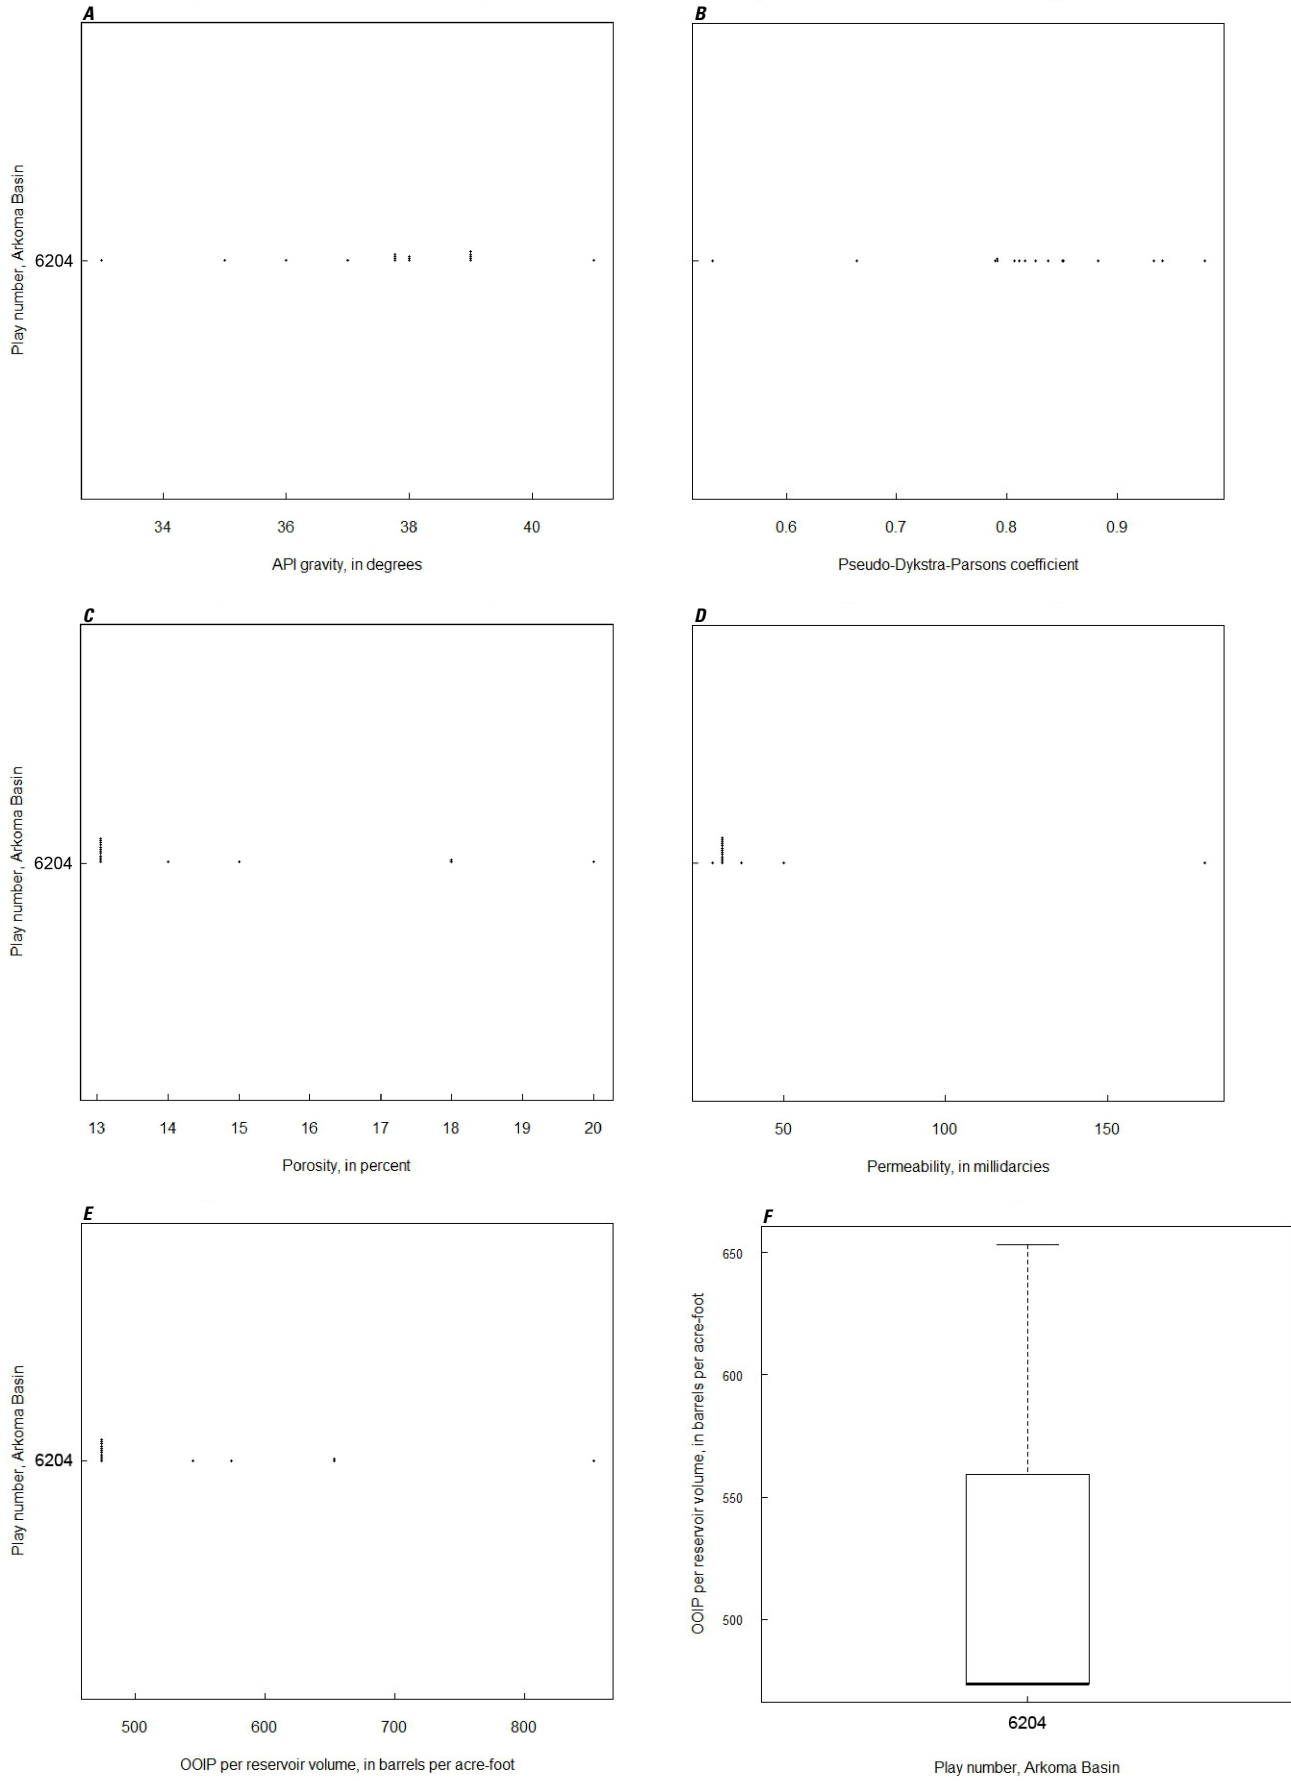 A
Play number, Arkoma Basin
6204
34 36 38 40
API gravity, in degrees
B
0.6 0.7 0.8 0.9
Pseudo-Dykstra-Parsons coefficient
C
Play number, Arkoma Basin
6204
13 14 15 16 17 18 19 20
Porosity, in percent
D
50 100 150
Permeability, in millidarcies
E
Play number, Arkoma Basin
6204
500 600 700 800
OOIP per reservoir volume, in barrels per acre-foot
F
OOIP per reservoir volume, in barrels per acre-foot
650
600
550
500
6204
Play number, Arkoma Basin